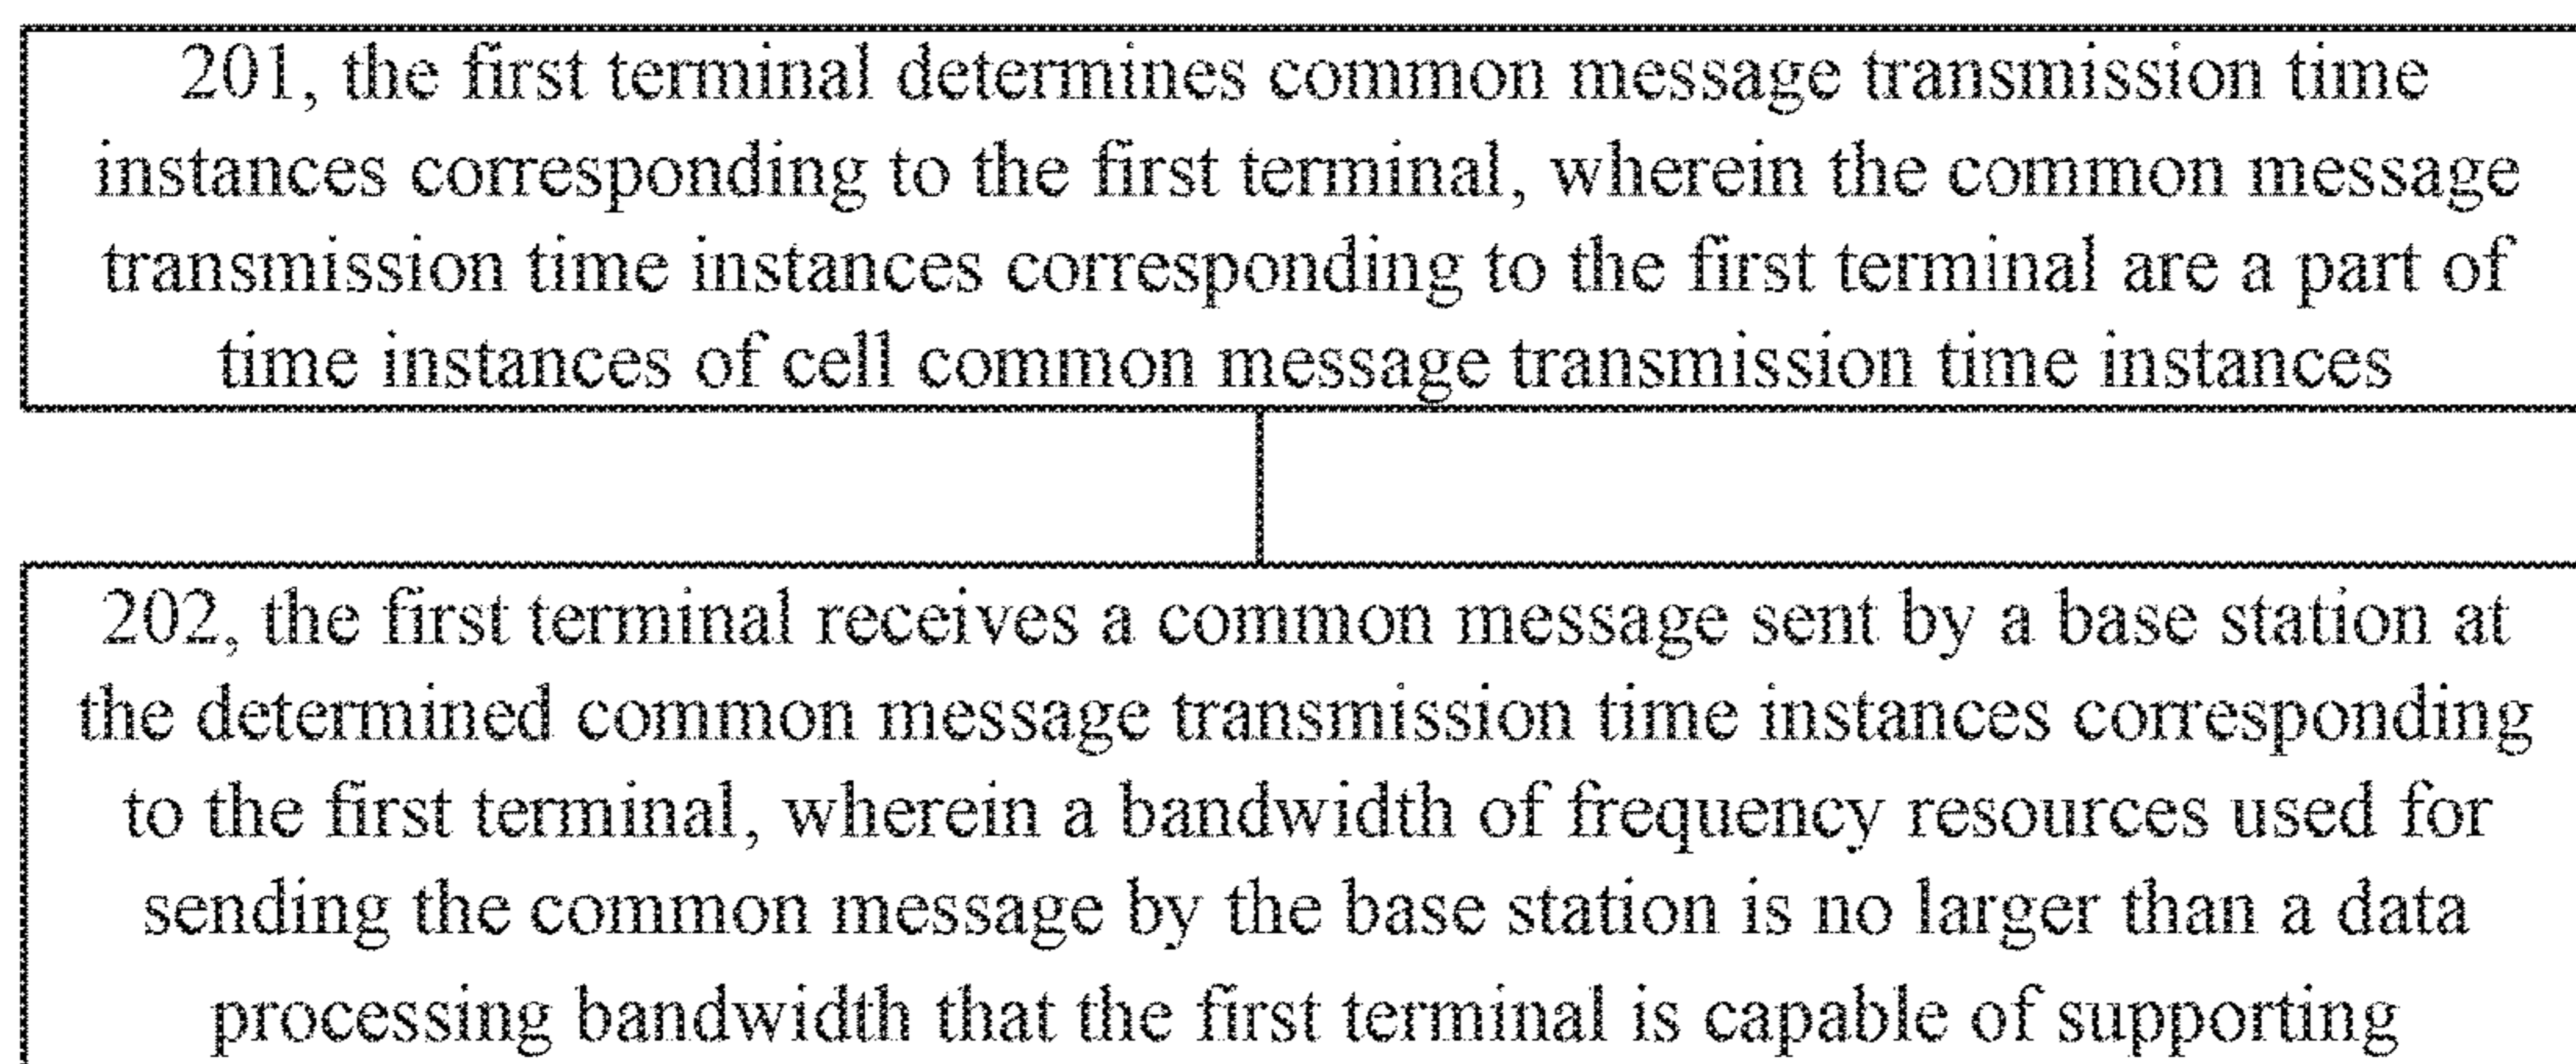 201, the first terminal determines common message transmission time
instances corresponding to the first terminal, wherein the common message
transmission time instances corresponding to the first terminal are a part of
time instances of cell common message transmission time instances
202, the first terminal receives a common message sent by a base station at
the determined common message transmission time instances corresponding
to the first terminal, wherein a bandwidth of frequency resources used for
sending the common message by the base station is no larger than a data
processing bandwidth that the first terminal is capable of supporting